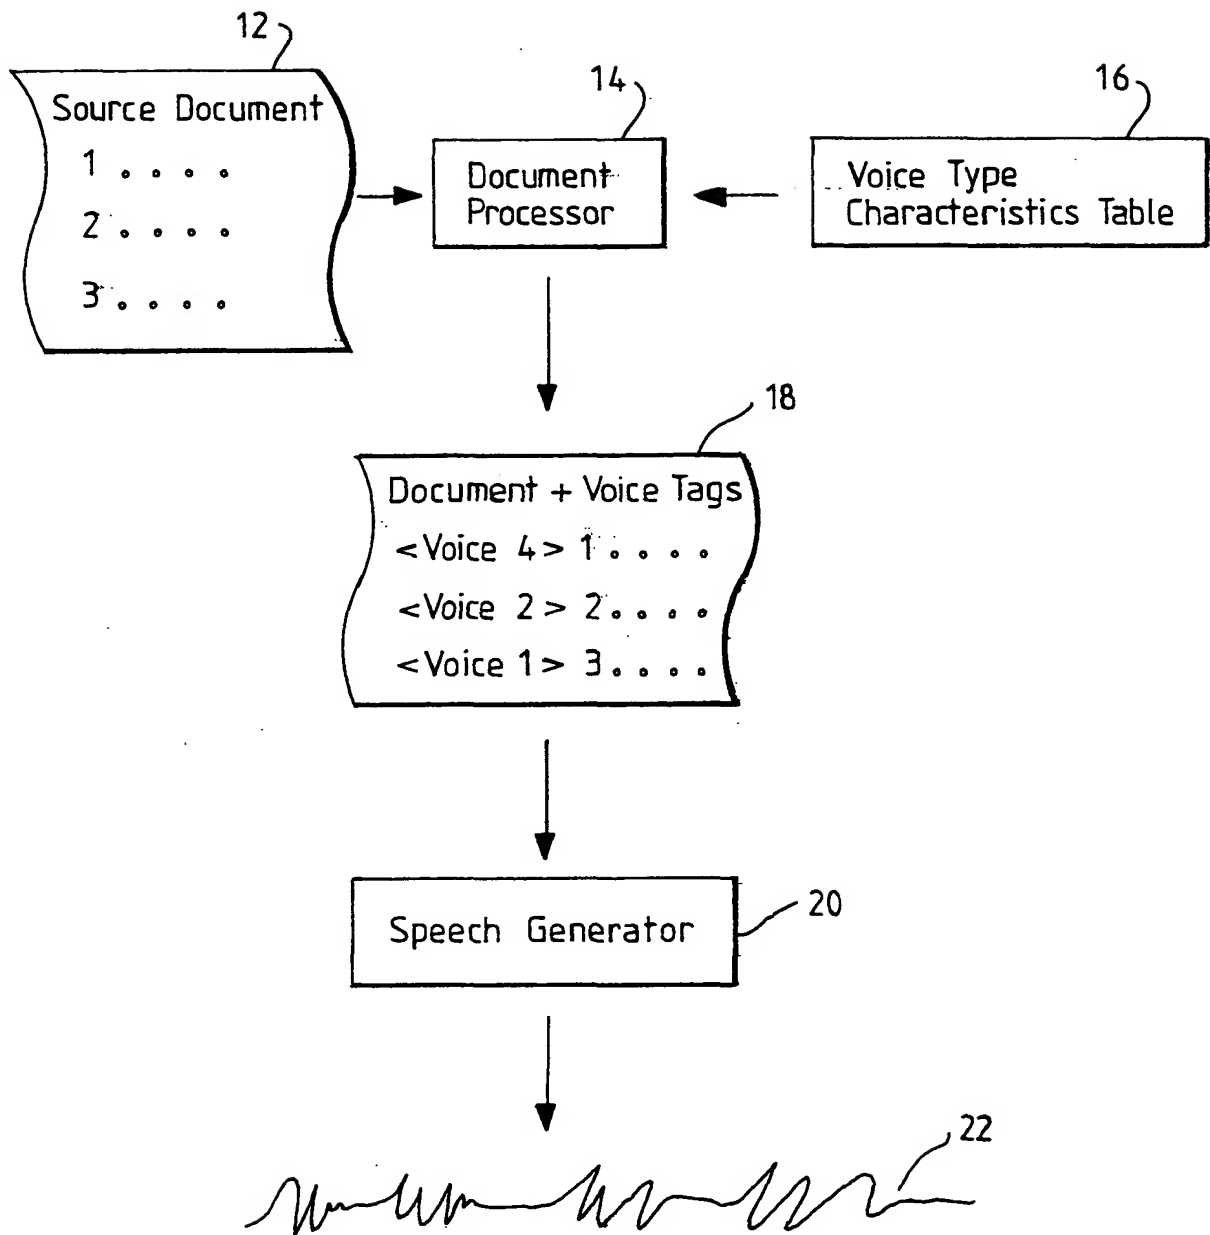 12
Source Document
1 . . . .
2 . . . .
3 . . . .
14
Document
Processor
16
Voice Type
Characteristics Table
18
Document + Voice Tags
<Voice 4> 1 . . . .
<Voice 2> 2 . . . .
<Voice 1> 3 . . . .
Speech Generator
20
22